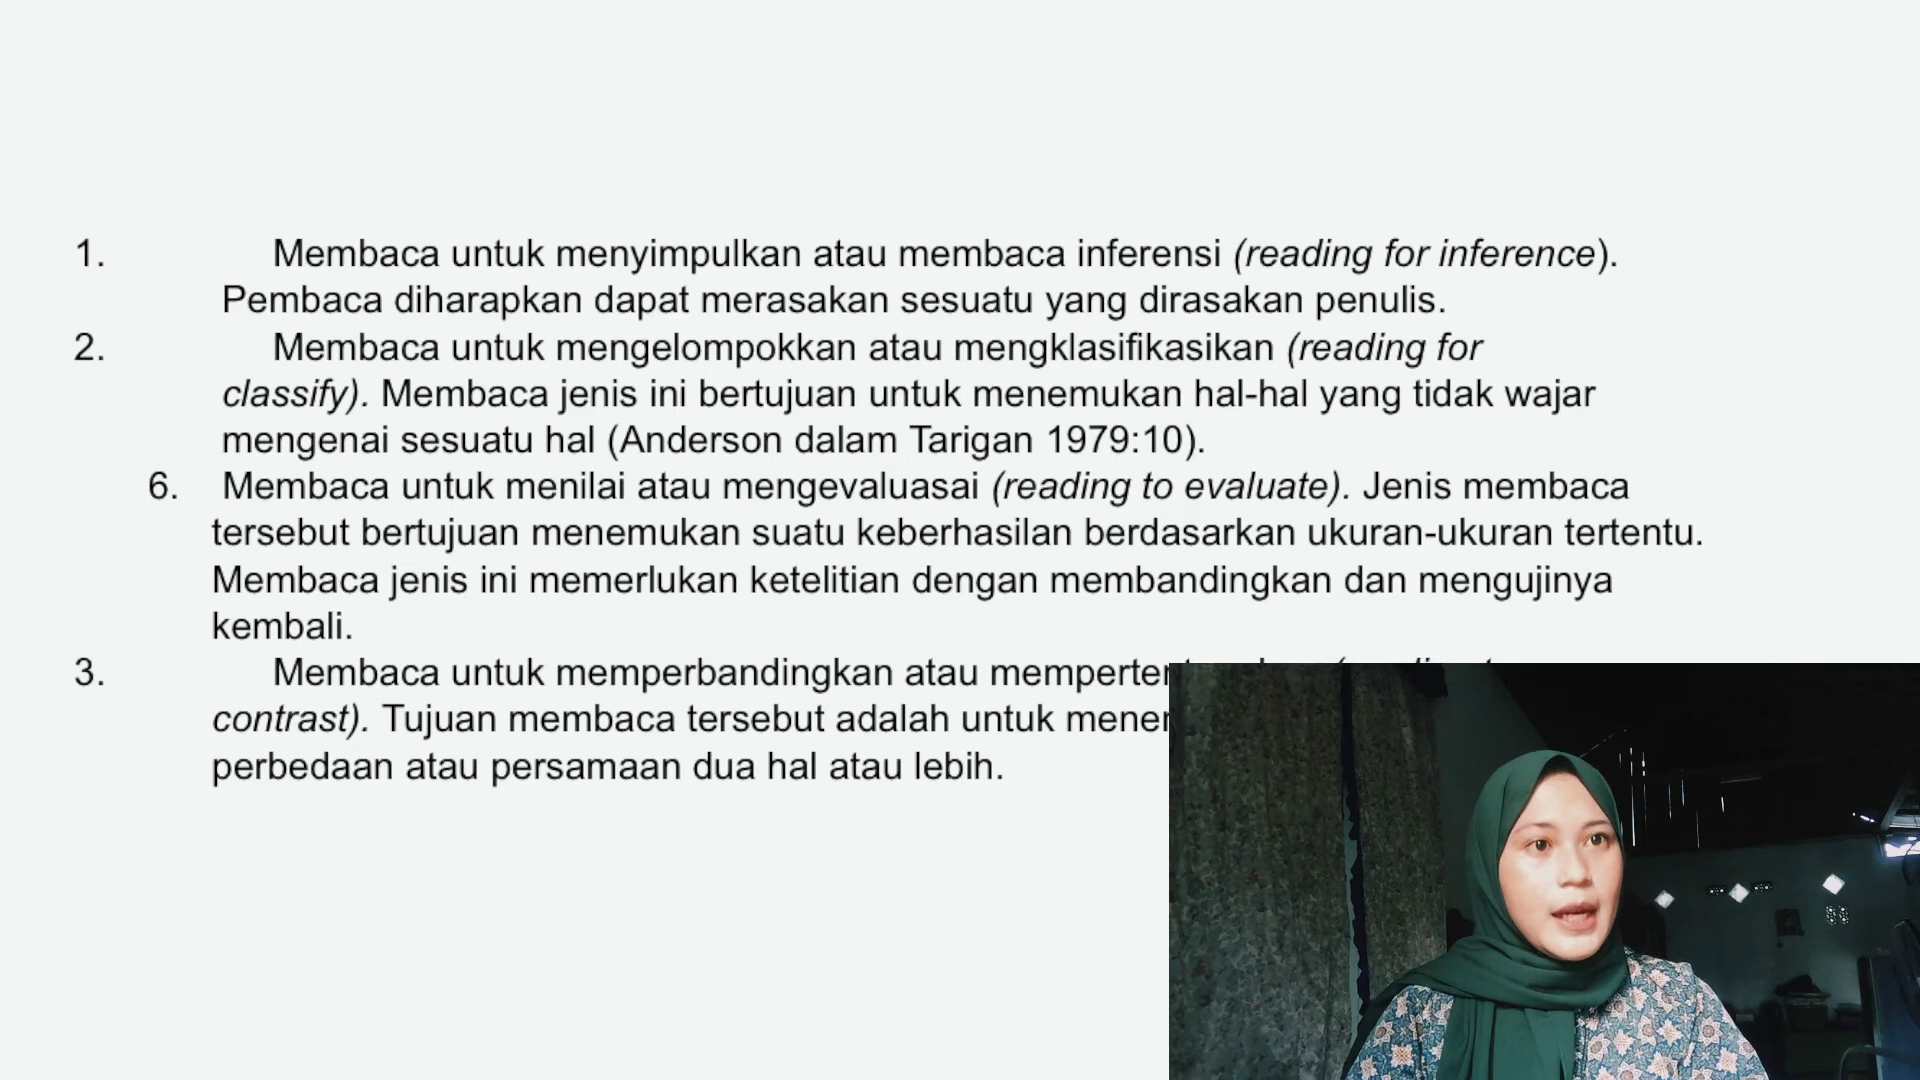 1. Membaca untuk menyimpulkan atau membaca inferensi (reading for inference).
Pembaca diharapkan dapat merasakan sesuatu yang dirasakan penulis.
2. Membaca untuk mengelompokkan atau mengklasifikasikan (reading for
classify). Membaca jenis ini bertujuan untuk menemukan hal-hal yang tidak wajar
mengenai sesuatu hal (Anderson dalam Tarigan 1979:10).
6. Membaca untuk menilai atau mengevaluasai (reading to evaluate). Jenis membaca
tersebut bertujuan menemukan suatu keberhasilan berdasarkan ukuran-ukuran tertentu.
Membaca jenis ini memerlukan ketelitian dengan membandingkan dan mengujinya
kembali.
3. Membaca untuk memperbandingkan atau
contrast). Tujuan membaca tersebut adalah untuk
perbedaan atau persamaan dua hal atau lebih.